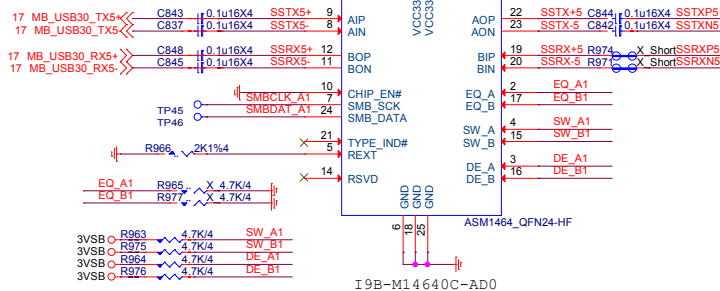 17 MB_USB30_TX5+ C843 0.1u16X4 SSTX5+ 9 AIP VCC33 VCC33 AOP 22 SSTX+5 C844 0.1u16X4 SSTXP5
17 MB_USB30_TX5- C837 0.1u16X4 SSTX5- 8 AIN AON 23 SSTX-5 C842 0.1u16X4 SSTXN5
17 MB_USB30_RX5+ C848 0.1u16X4 SSRX5+ 12 BOP BIP 19 SSRX+5 R974 X_Short SSRXP5
17 MB_USB30_RX5- C845 0.1u16X4 SSRX5- 11 BON BIN 20 SSRX-5 R971 X_Short SSRXN5
10 CHIP_EN# EQ_A 2 EQ_A1
TP45 SMBCLK_A1 7 SMB_SCK EQ_B 17 EQ_B1
TP46 SMBDAT_A1 24 SMB_DATA SW_A 4 SW_A1
SW_B 15 SW_B1
21 TYPE_IND#
R966 2K1%4 5 REXT DE_A 3 DE_A1
14 RSVD DE_B 16 DE_B1
EQ_A1 R965 X_4.7K/4
EQ_B1 R977 X_4.7K/4
GND GND GND
6 18 25
ASM1464_QFN24-HF
3VSB R963 4.7K/4 SW_A1
3VSB R975 4.7K/4 SW_B1
3VSB R964 4.7K/4 DE_A1
3VSB R976 4.7K/4 DE_B1
I9B-M14640C-AD0